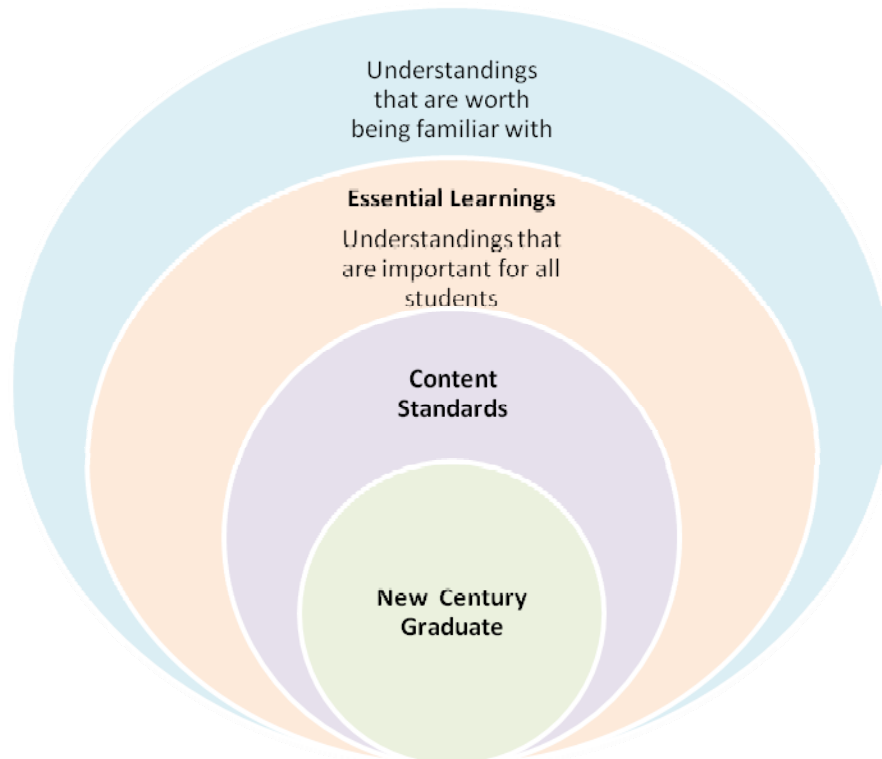 Understandings
that are worth
being familiar with
Essential Learnings
Understandings that
are important for all
students
Content
Standards
New Century
Graduate